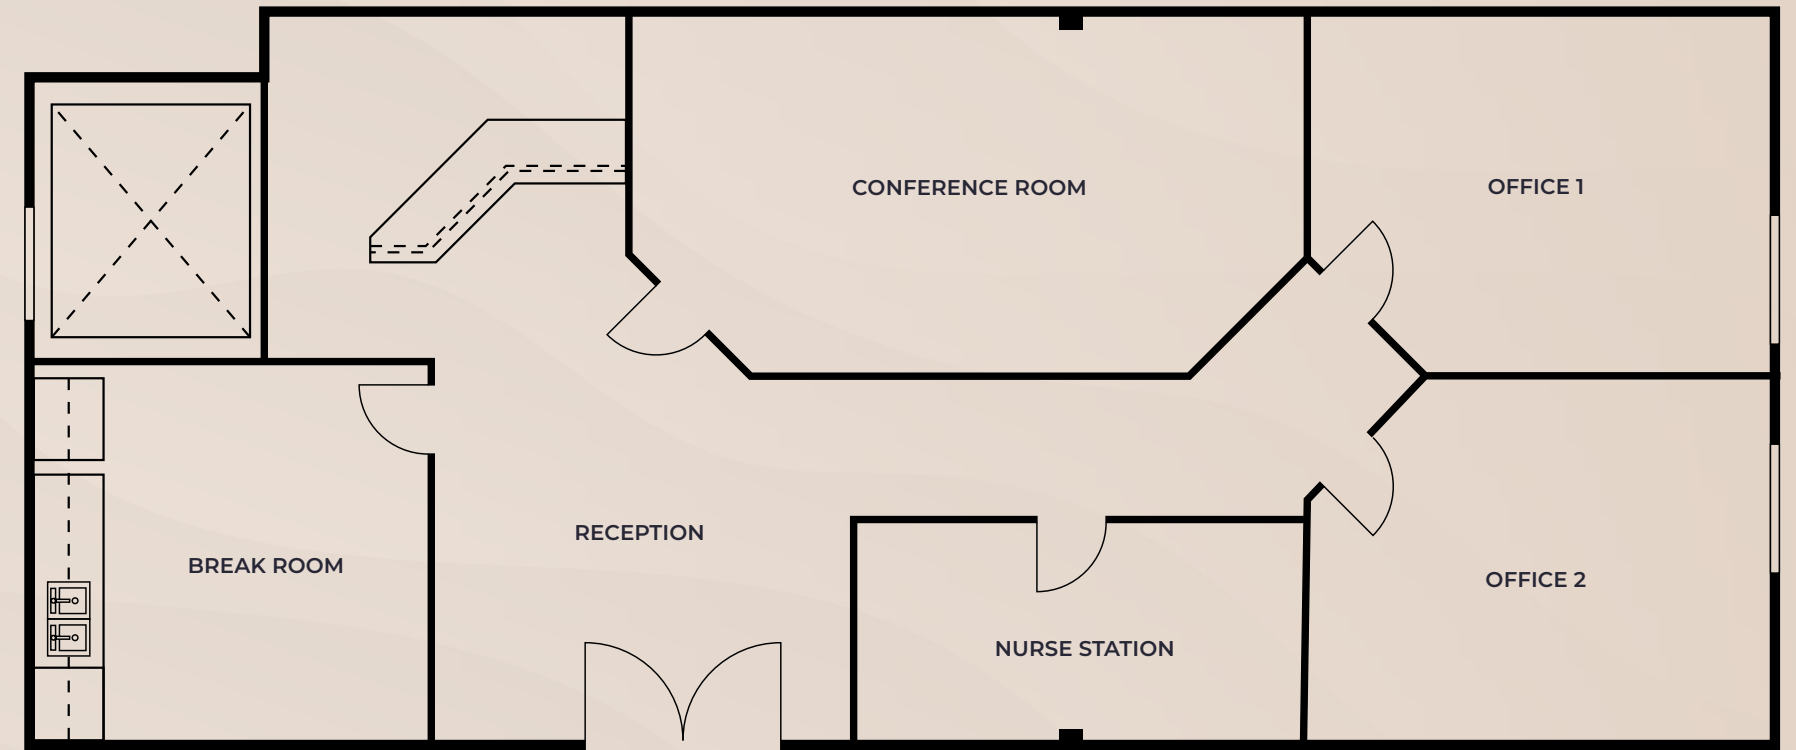 CONFERENCE ROOM
OFFICE 1
RECEPTION
BREAK ROOM
OFFICE 2
NURSE STATION